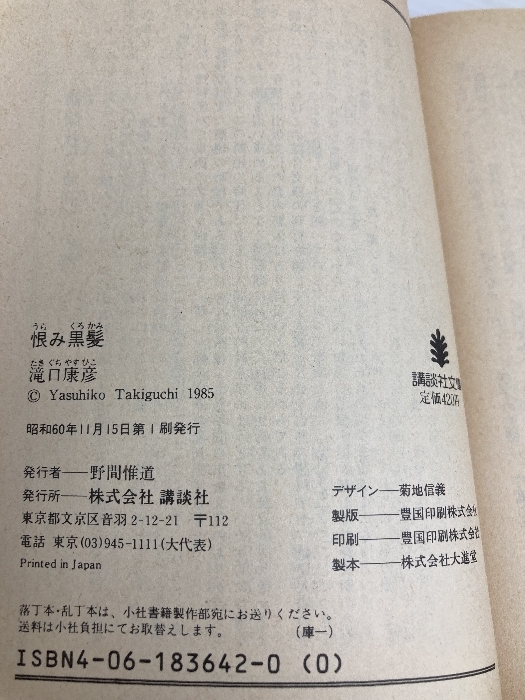 うら くろかみ
恨み黒髪
たきぐちやすひこ
滝口康彦
© Yasuhiko Takiguchi 1985
昭和60年11月15日第1刷発行
講談社文庫
定価420円
発行者——野間惟道
発行所——株式会社 講談社
東京都文京区音羽2-12-21 〒112
電話 東京(03)945-1111(大代表)
Printed in Japan
デザイン——菊地信義
製版——豊国印刷株式会社
印刷——豊国印刷株式会社
製本——株式会社大進堂
落丁本・乱丁本は、小社書籍製作部宛にお送りください。
送料は小社負担にてお取替えします。 (庫一)
ISBN4-06-183642-0 (0)